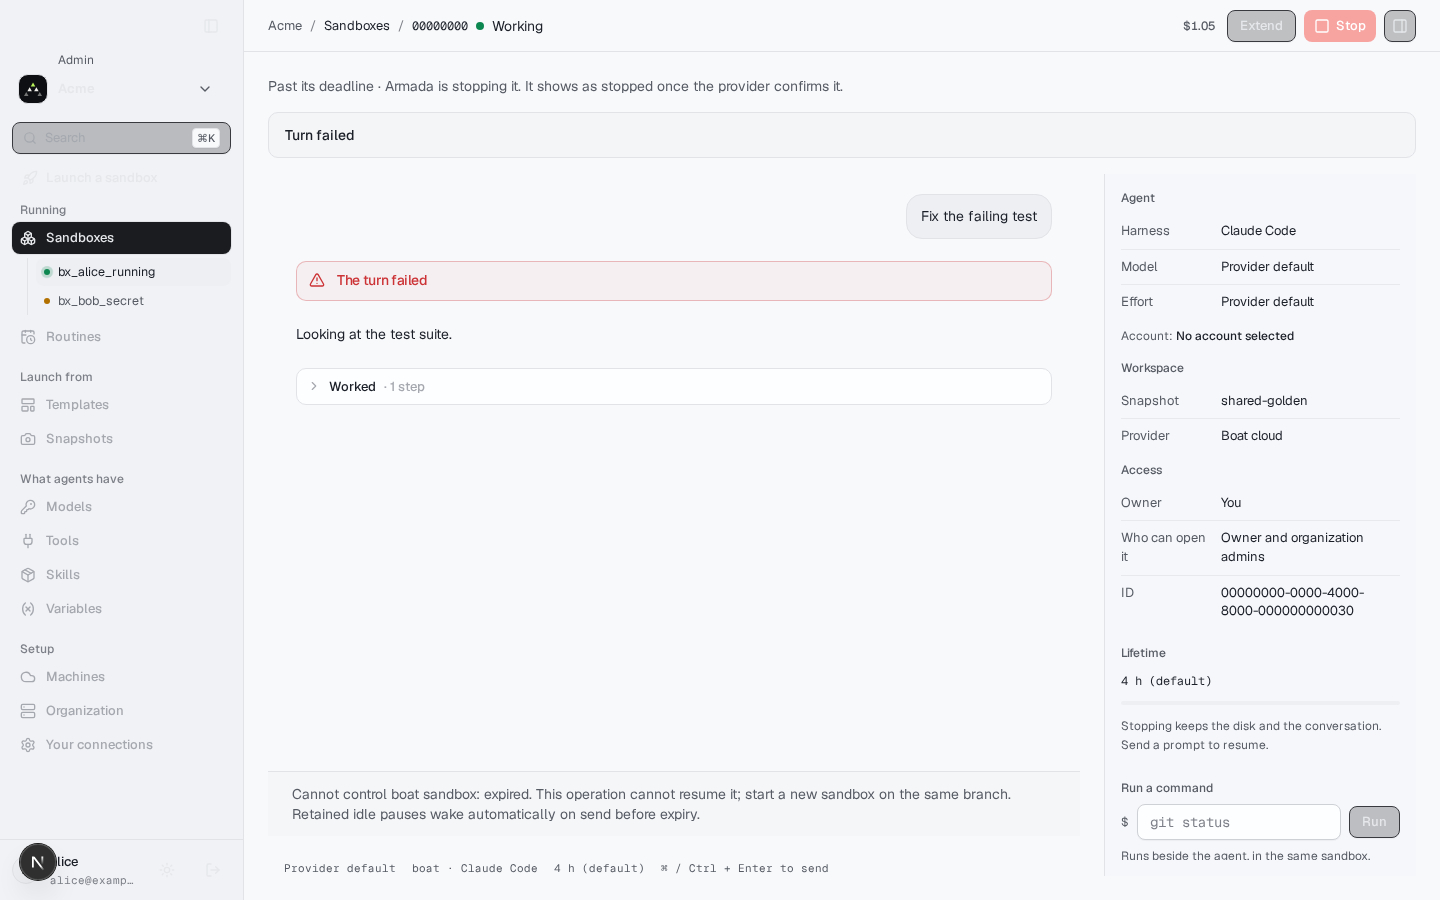 Admin
Acme
Search
⌘K
Launch a sandbox
Running
Sandboxes
bx_alice_running
bx_bob_secret
Routines
Launch from
Templates
Snapshots
What agents have
Models
Tools
Skills
Variables
Setup
Machines
Organization
Your connections
N
lice
alice@examp…
Acme / Sandboxes / 00000000 Working
$1.05
Extend
Stop
Past its deadline · Armada is stopping it. It shows as stopped once the provider confirms it.
Turn failed
Fix the failing test
The turn failed
Looking at the test suite.
Worked · 1 step
Cannot control boat sandbox: expired. This operation cannot resume it; start a new sandbox on the same branch.
Retained idle pauses wake automatically on send before expiry.
Provider default boat · Claude Code 4 h (default) ⌘ / Ctrl + Enter to send
Agent
Harness Claude Code
Model Provider default
Effort Provider default
Account: No account selected
Workspace
Snapshot shared-golden
Provider Boat cloud
Access
Owner You
Who can open it
Owner and organization admins
ID 00000000-0000-4000-
8000-000000000030
Lifetime
4 h (default)
Stopping keeps the disk and the conversation.
Send a prompt to resume.
Run a command
$ git status Run
Runs beside the agent, in the same sandbox.